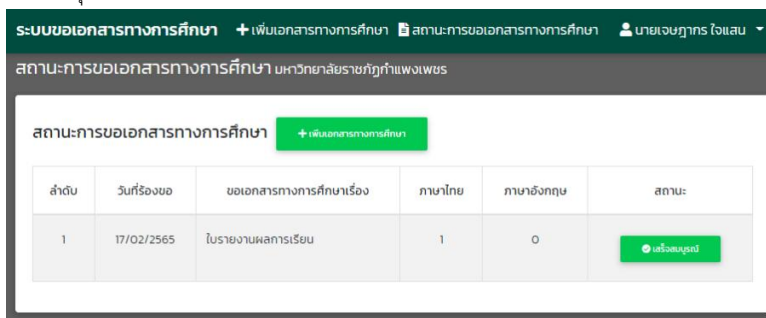 ระบบขอเอกสารทางการศึกษา เพิ่มเอกสารทางการศึกษา สถานะการขอเอกสารทางการศึกษา นายเจษฎากร ใจแสน
สถานะการขอเอกสารทางการศึกษา มหาวิทยาลัยราชภัฏกำแพงเพชร
สถานะการขอเอกสารทางการศึกษา เพิ่มเอกสารทางการศึกษา
ลำดับ วันที่ร้องขอ ขอเอกสารทางการศึกษาเรื่อง ภาษาไทย ภาษาอังกฤษ สถานะ
1 17/02/2565 ใบรายงานผลการเรียน 1 0 เสร็จสมบูรณ์